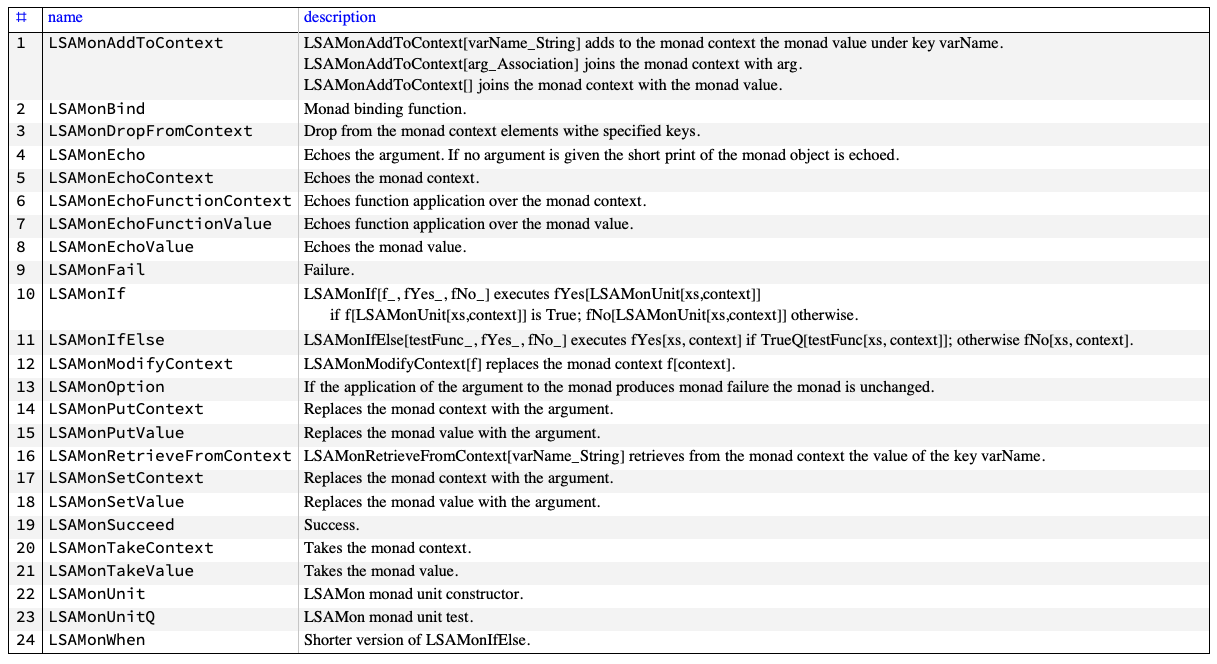 # name description
1 LSAMonAddToContext LSAMonAddToContext[varName_String] adds to the monad context the monad value under key varName.
LSAMonAddToContext[arg_Association] joins the monad context with arg.
LSAMonAddToContext[] joins the monad context with the monad value.
2 LSAMonBind Monad binding function.
3 LSAMonDropFromContext Drop from the monad context elements withe specified keys.
4 LSAMonEcho Echoes the argument. If no argument is given the short print of the monad object is echoed.
5 LSAMonEchoContext Echoes the monad context.
6 LSAMonEchoFunctionContext Echoes function application over the monad context.
7 LSAMonEchoFunctionValue Echoes function application over the monad value.
8 LSAMonEchoValue Echoes the monad value.
9 LSAMonFail Failure.
10 LSAMonIf LSAMonIf[f_, fYes_, fNo_] executes fYes[LSAMonUnit[xs,context]]
if f[LSAMonUnit[xs,context]] is True; fNo[LSAMonUnit[xs,context]] otherwise.
11 LSAMonIfElse LSAMonIfElse[testFunc_, fYes_, fNo_] executes fYes[xs, context] if TrueQ[testFunc[xs, context]]; otherwise fNo[xs, context].
12 LSAMonModifyContext LSAMonModifyContext[f] replaces the monad context f[context].
13 LSAMonOption If the application of the argument to the monad produces monad failure the monad is unchanged.
14 LSAMonPutContext Replaces the monad context with the argument.
15 LSAMonPutValue Replaces the monad value with the argument.
16 LSAMonRetrieveFromContext LSAMonRetrieveFromContext[varName_String] retrieves from the monad context the value of the key varName.
17 LSAMonSetContext Replaces the monad context with the argument.
18 LSAMonSetValue Replaces the monad value with the argument.
19 LSAMonSucceed Success.
20 LSAMonTakeContext Takes the monad context.
21 LSAMonTakeValue Takes the monad value.
22 LSAMonUnit LSAMon monad unit constructor.
23 LSAMonUnitQ LSAMon monad unit test.
24 LSAMonWhen Shorter version of LSAMonIfElse.